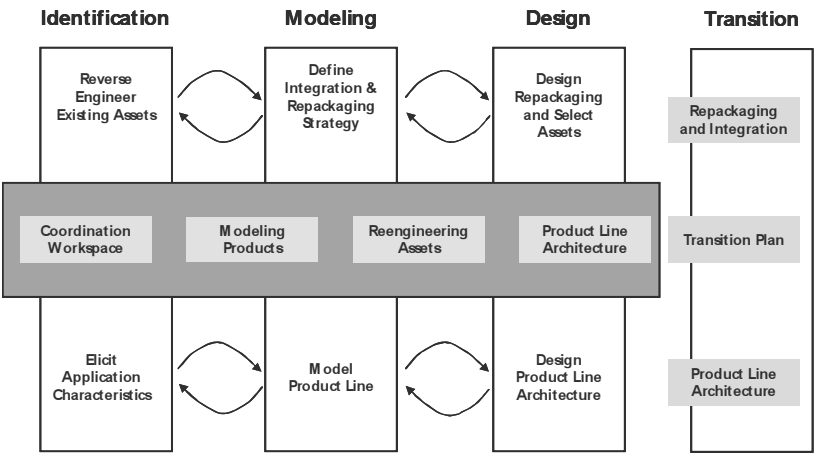 Identification
Modeling
Design
Transition
Reverse
Engineer
Existing Assets
Define
Integration &
Repackaging
Strategy
Design
Repackaging
and Select
Assets
Repackaging
and Integration
Coordination
Workspace
Modeling
Products
Reengineering
Assets
Product Line
Architecture
Transition Plan
Elicit
Application
Characteristics
Model
Product Line
Design
Product Line
Architecture
Product Line
Architecture